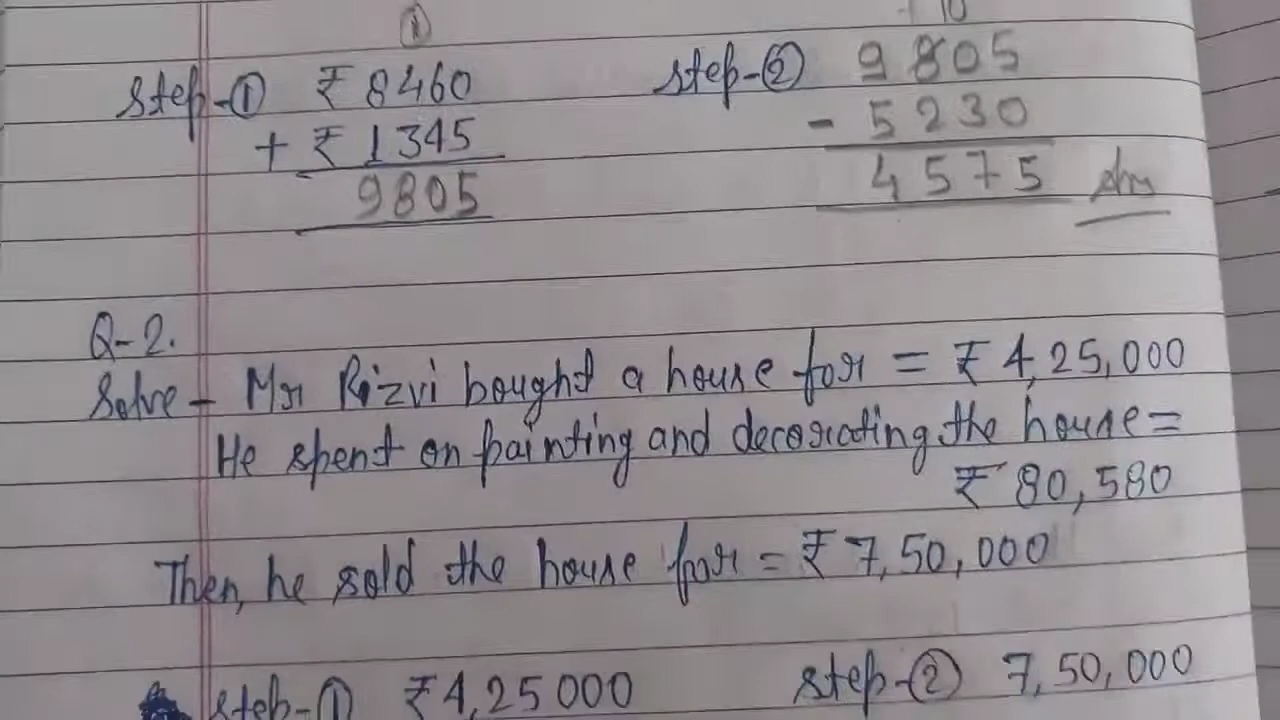 ① 10
Step-① ₹ 8460 step-② 9805
+ ₹ 1345 - 5230
9805 4575 Ans
Q-2.
Solve - Mr Rizvi bought a house for = ₹ 4,25,000
He spent on painting and decorating the house =
₹ 80,580
Then, he sold the house for = ₹ 7,50,000
step-① ₹4,25000 step-② 7,50,000